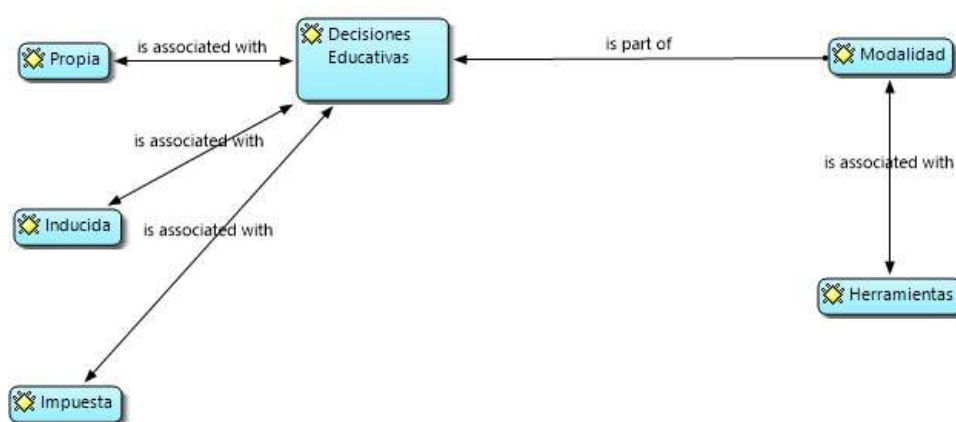 Decisiones
Educativas
is associated with
Propia
is part of
Modalidad
is associated with
is associated with
Inducida
is associated with
Herramientas
Impuesta